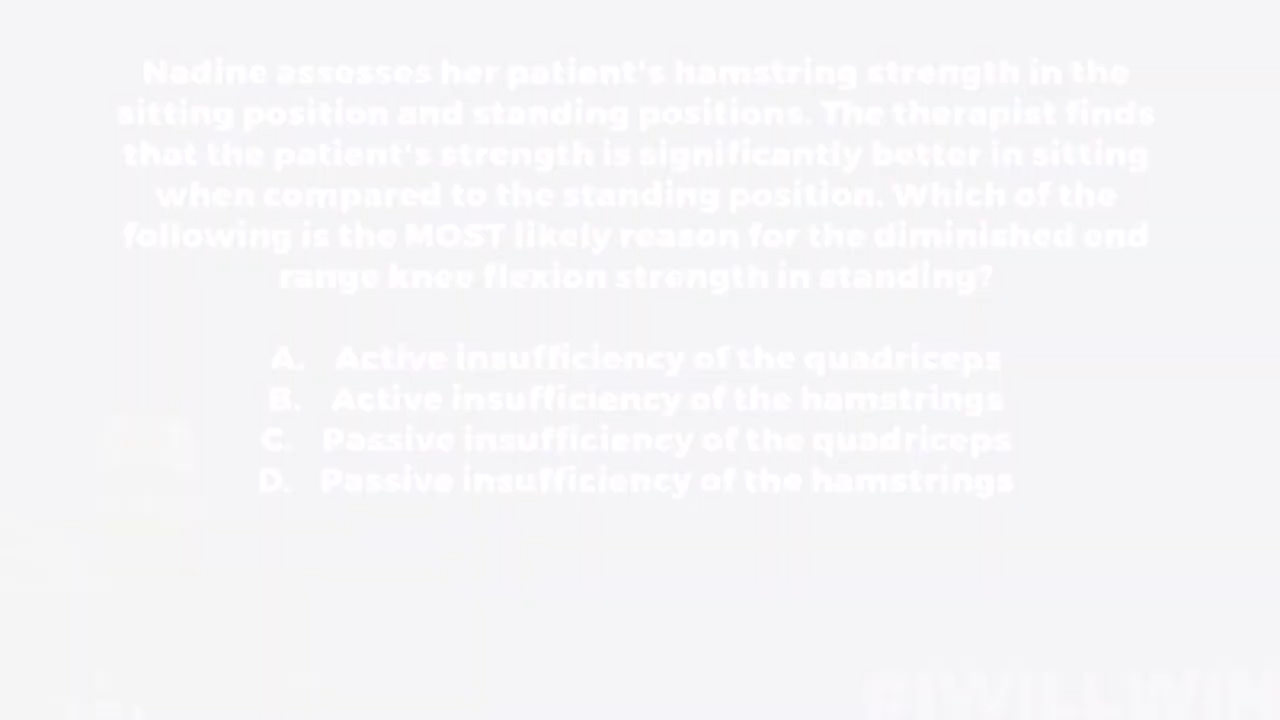 Nadine assesses her patient's hamstring strength in the
sitting position and standing positions. The therapist finds
that the patient's strength is significantly better in sitting
when compared to the standing position. Which of the
following is the MOST likely reason for the diminished end
range knee flexion strength in standing?
A. Active insufficiency of the quadriceps
B. Active insufficiency of the hamstrings
C. Passive insufficiency of the quadriceps
D. Passive insufficiency of the hamstrings
#IWILLWIN